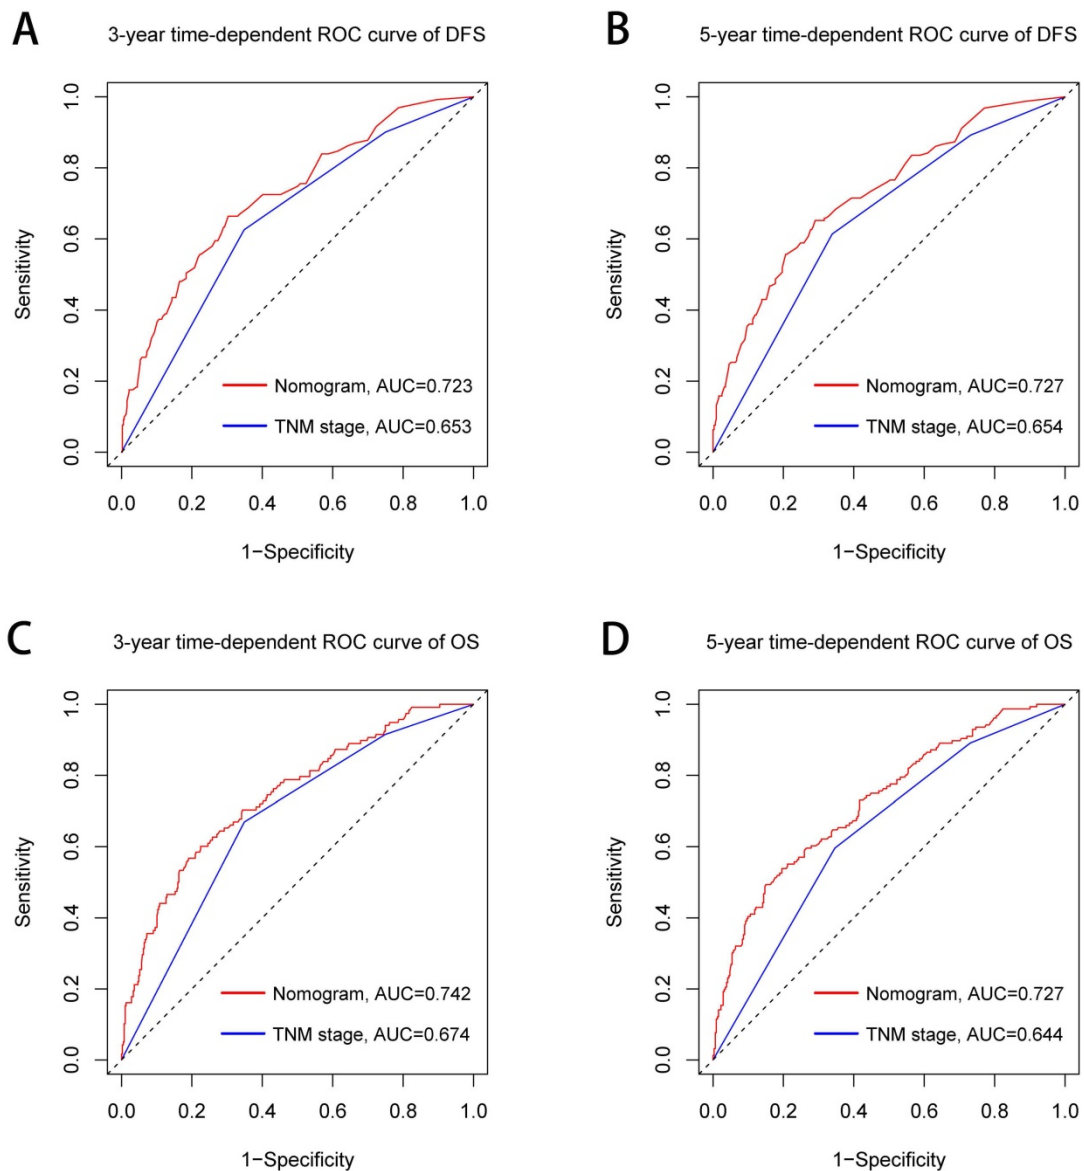 A
3-year time-dependent ROC curve of DFS
Sensitivity
0.0 0.2 0.4 0.6 0.8 1.0
Nomogram, AUC=0.723
TNM stage, AUC=0.653
0.0 0.2 0.4 0.6 0.8 1.0
1−Specificity
B
5-year time-dependent ROC curve of DFS
Sensitivity
0.0 0.2 0.4 0.6 0.8 1.0
Nomogram, AUC=0.727
TNM stage, AUC=0.654
0.0 0.2 0.4 0.6 0.8 1.0
1−Specificity
C
3-year time-dependent ROC curve of OS
Sensitivity
0.0 0.2 0.4 0.6 0.8 1.0
Nomogram, AUC=0.742
TNM stage, AUC=0.674
0.0 0.2 0.4 0.6 0.8 1.0
1−Specificity
D
5-year time-dependent ROC curve of OS
Sensitivity
0.0 0.2 0.4 0.6 0.8 1.0
Nomogram, AUC=0.727
TNM stage, AUC=0.644
0.0 0.2 0.4 0.6 0.8 1.0
1−Specificity